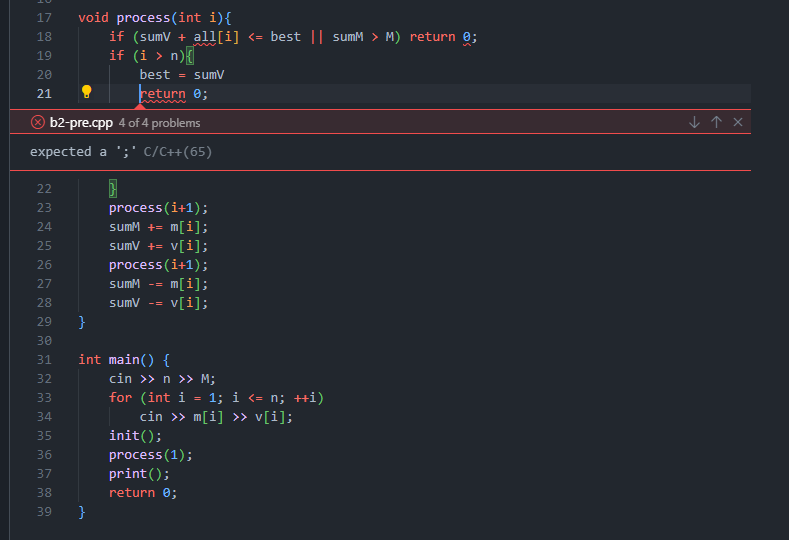 17 void process(int i){
18     if (sumV + all[i] <= best || sumM > M) return 0;
19     if (i > n){
20         best = sumV
21         return 0;
b2-pre.cpp 4 of 4 problems
expected a ';' C/C++(65)
22     }
23     process(i+1);
24     sumM += m[i];
25     sumV += v[i];
26     process(i+1);
27     sumM -= m[i];
28     sumV -= v[i];
29 }
30
31 int main() {
32     cin >> n >> M;
33     for (int i = 1; i <= n; ++i)
34         cin >> m[i] >> v[i];
35     init();
36     process(1);
37     print();
38     return 0;
39 }